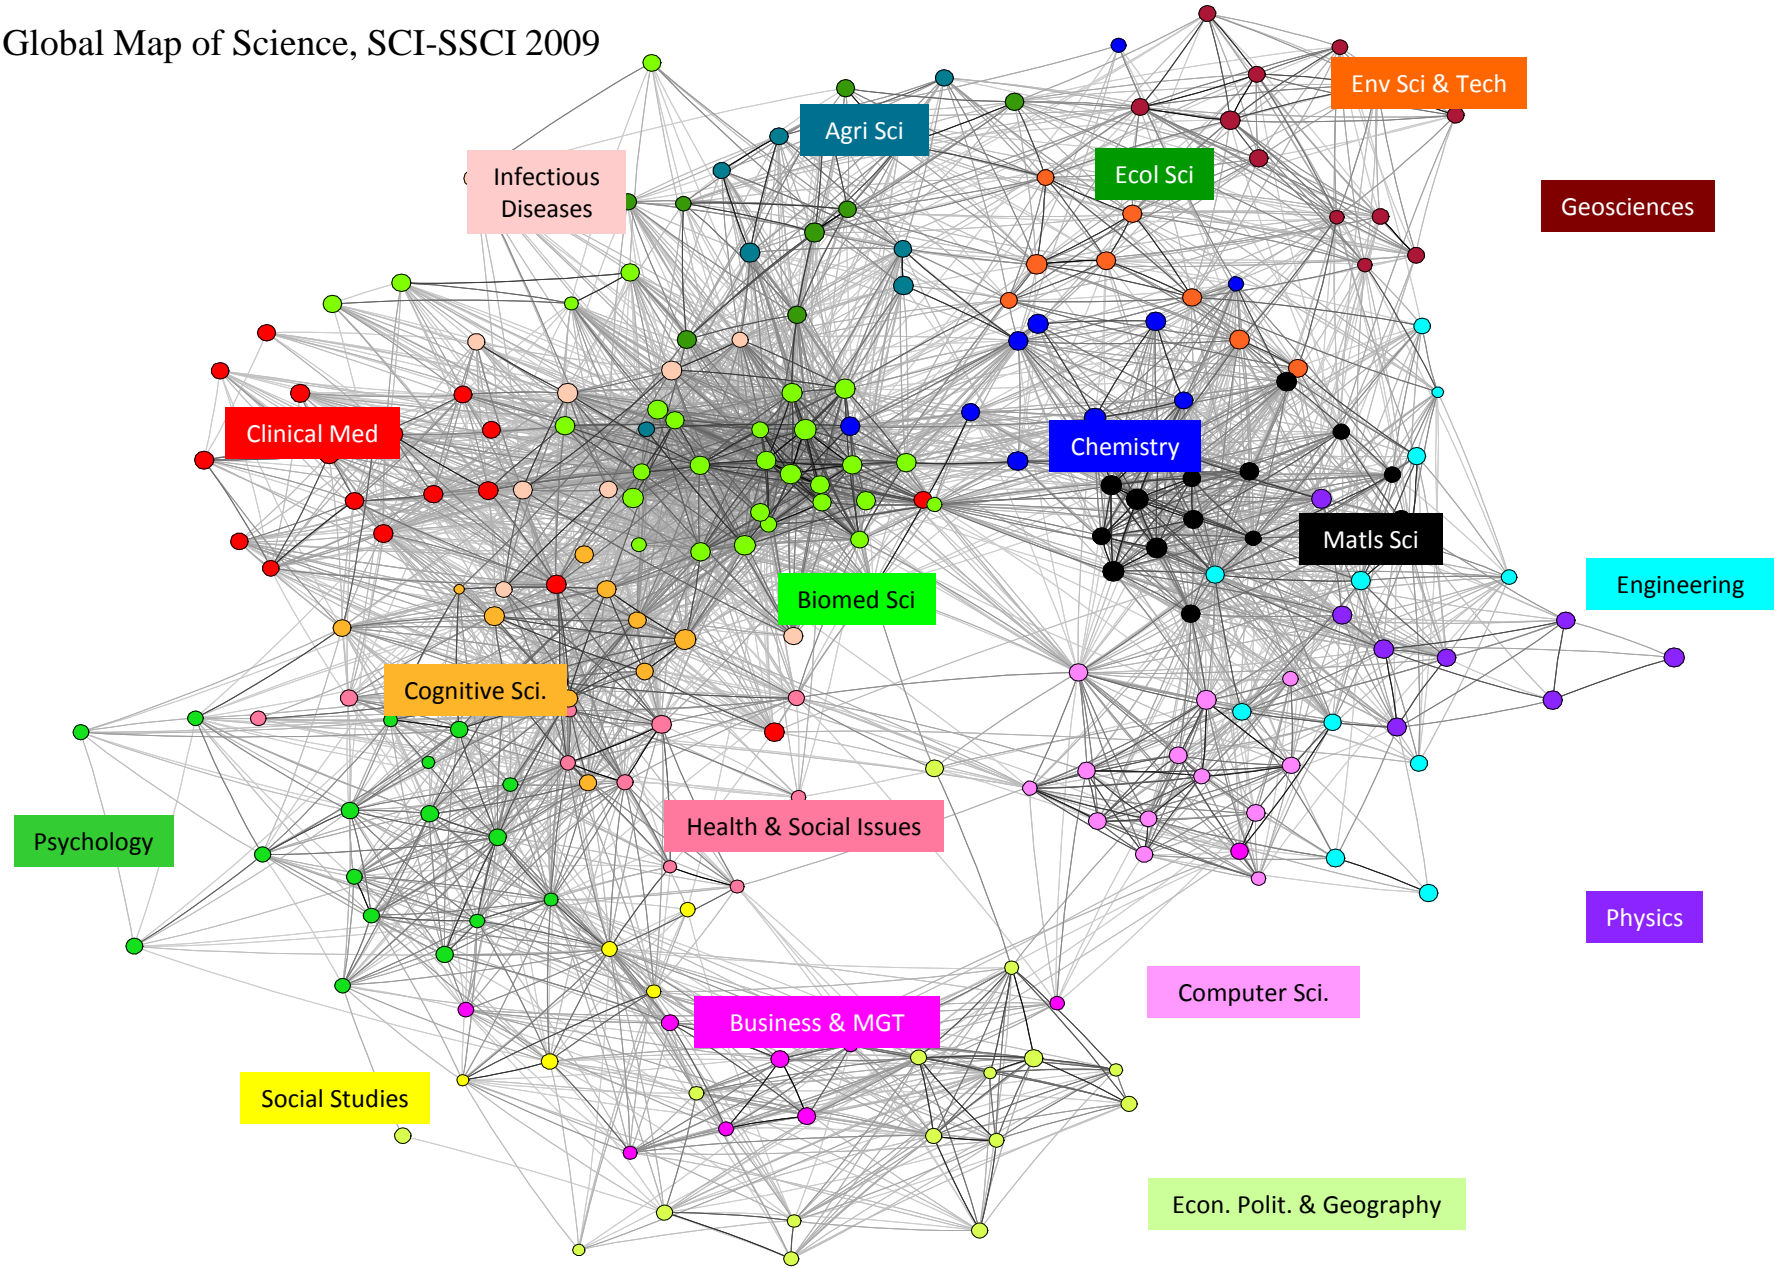 Global Map of Science, SCI-SSCI 2009
Env Sci & Tech
Agri Sci
Ecol Sci
Infectious
Diseases
Geosciences
Clinical Med
Chemistry
Matls Sci
Engineering
Biomed Sci
Cognitive Sci.
Health & Social Issues
Psychology
Physics
Computer Sci.
Business & MGT
Social Studies
Econ. Polit. & Geography